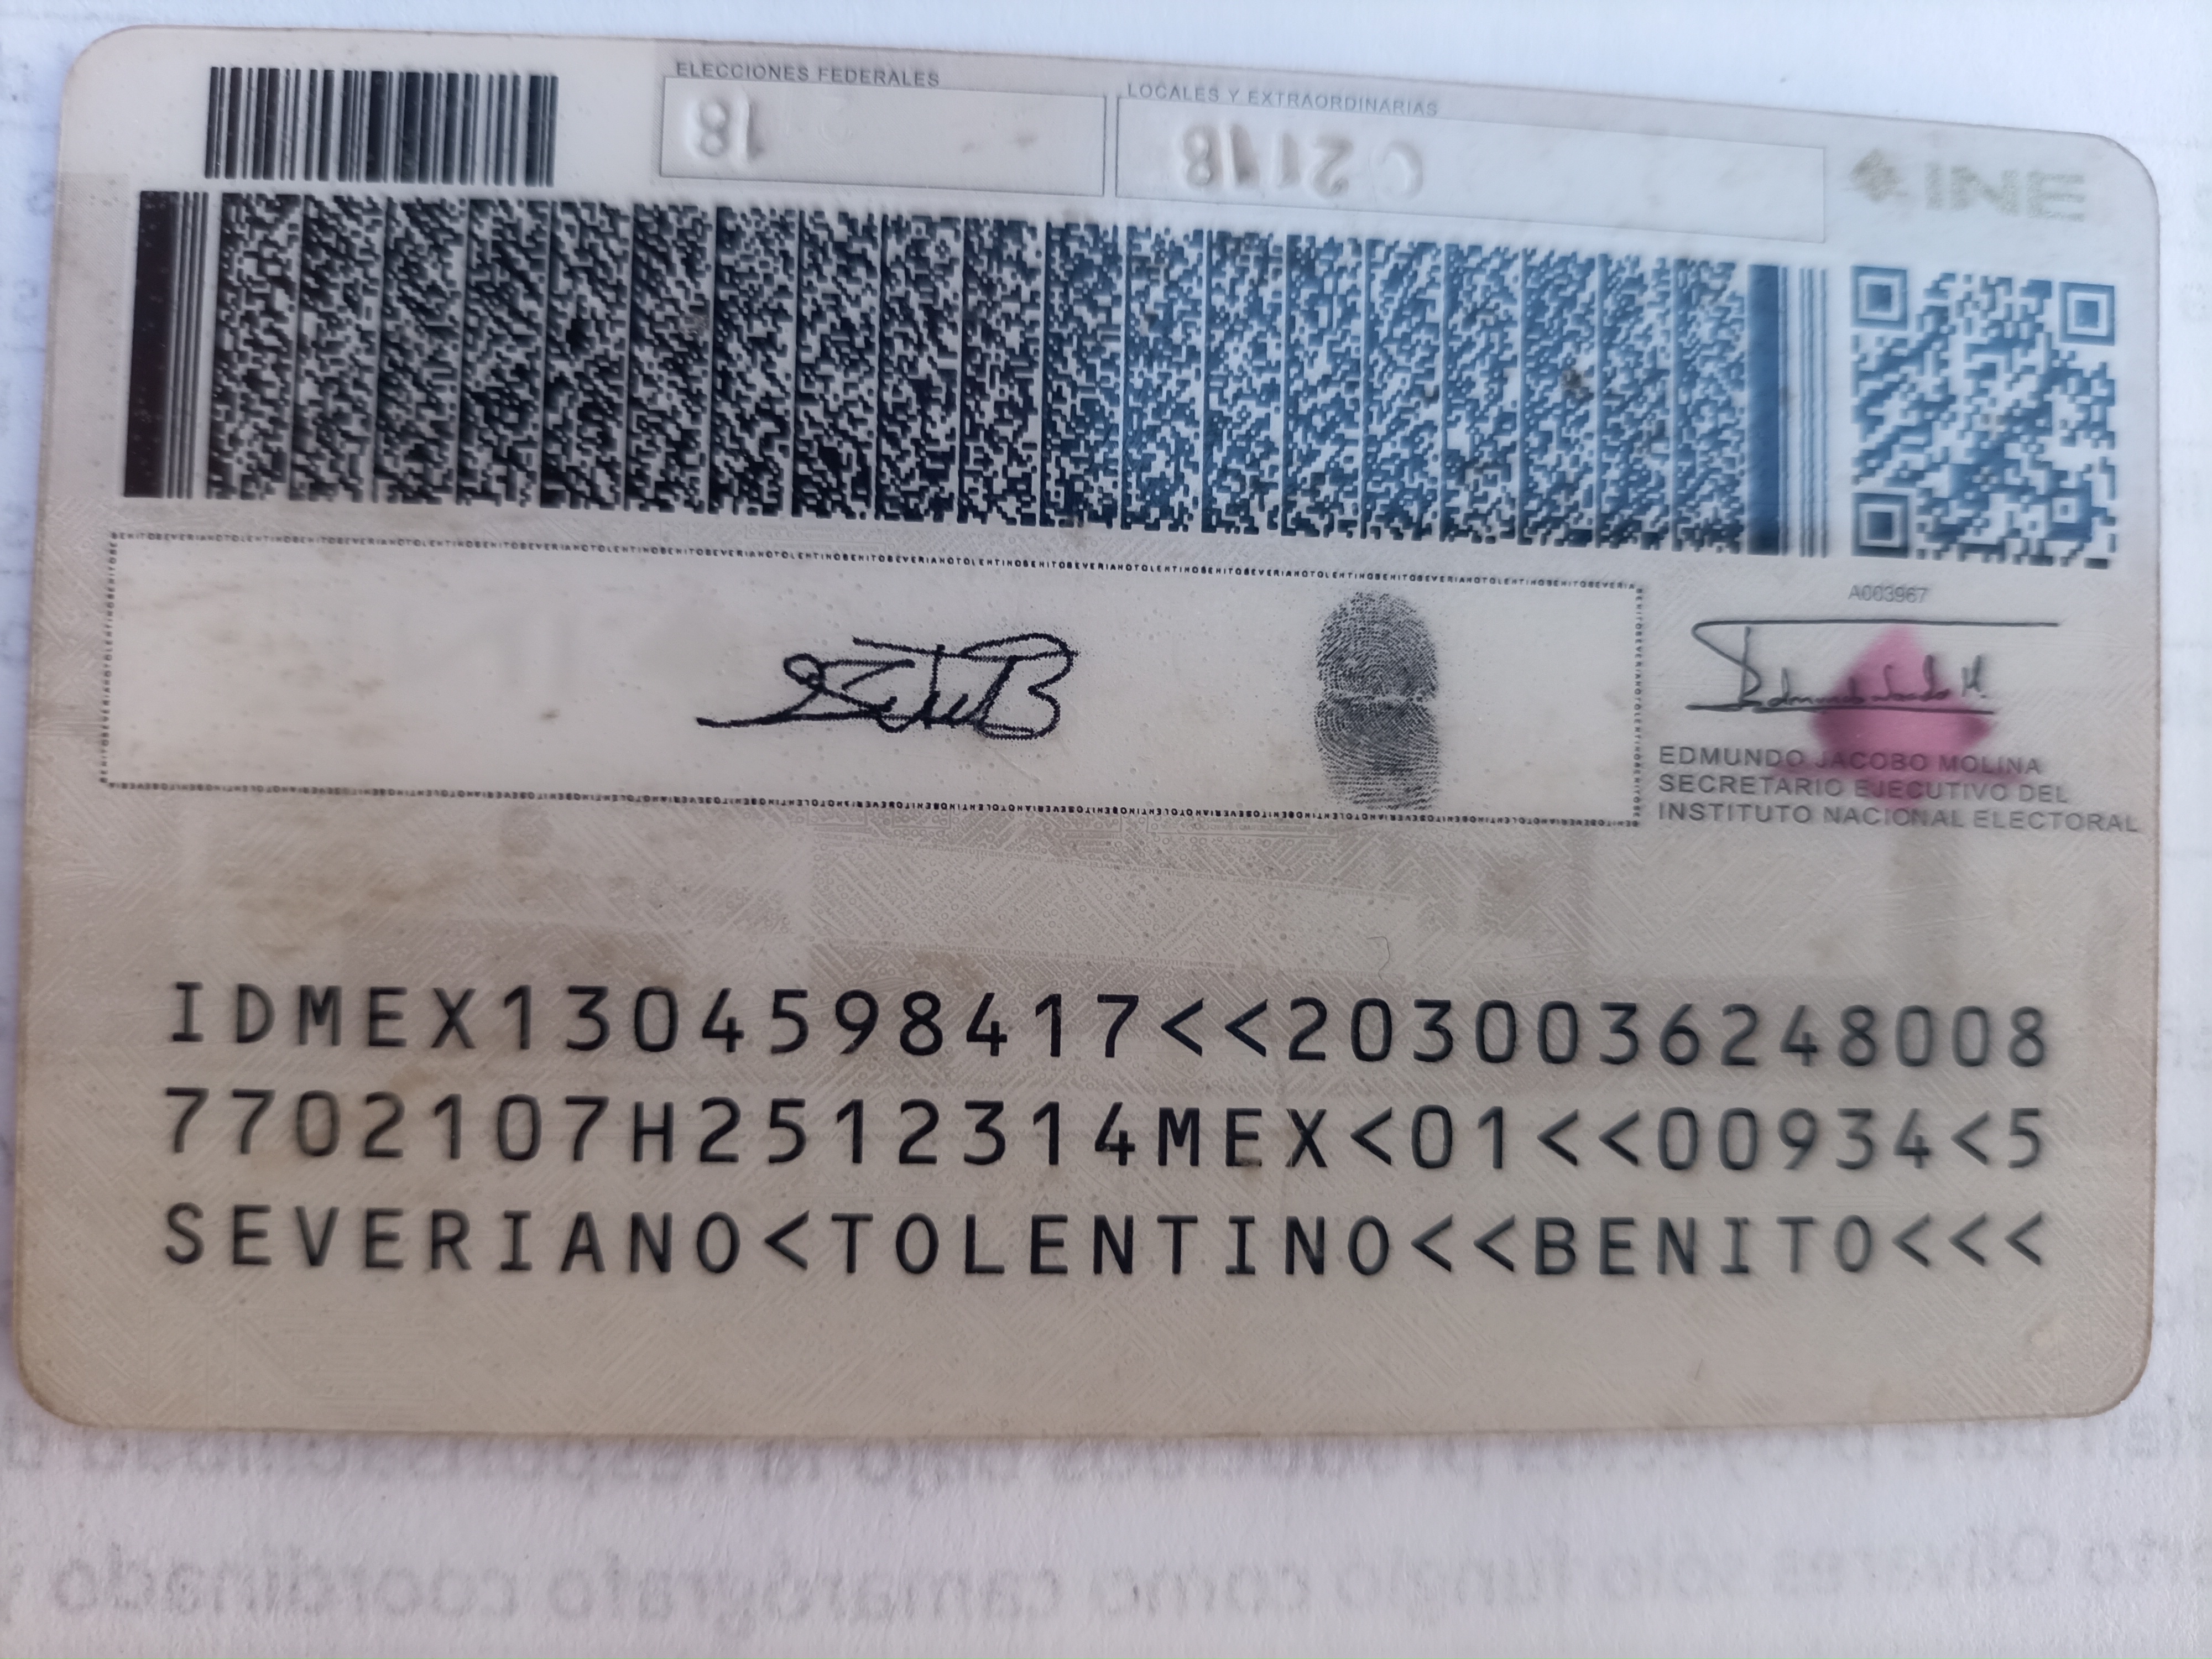 ELECCIONES FEDERALES
18
LOCALES Y EXTRAORDINARIAS
INE
A003967
EDMUNDO JACOBO MOLINA
SECRETARIO EJECUTIVO DEL
INSTITUTO NACIONAL ELECTORAL
IDMEX1304598417<<2030036248008
7702107H2512314MEX<01<<00934<5
SEVERIANO<TOLENTINO<<BENITO<<<